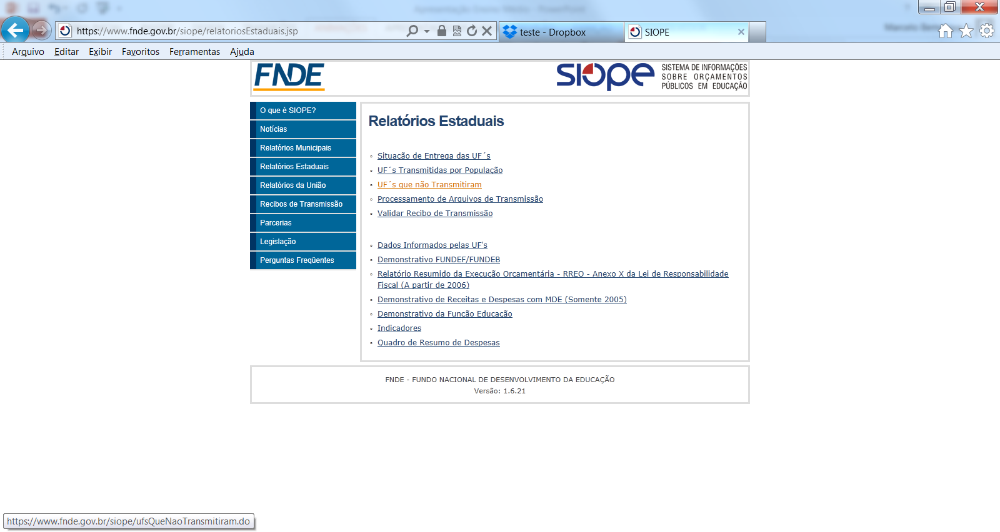 Apresentação Ensino Médio - PowerPoint
https://www.fnde.gov.br/siope/relatoriosEstaduais.jsp
teste - Dropbox
SIOPE
Arquivo Editar Exibir Favoritos Ferramentas Ajuda
FNDE
siope
SISTEMA DE INFORMAÇÕES
SOBRE ORÇAMENTOS
PÚBLICOS EM EDUCAÇÃO
O que é SIOPE?
Notícias
Relatórios Municipais
Relatórios Estaduais
Relatórios da União
Recibos de Transmissão
Parcerias
Legislação
Perguntas Freqüentes
Relatórios Estaduais
Situação de Entrega das UF´s
UF´s Transmitidas por População
UF´s que não Transmitiram
Processamento de Arquivos de Transmissão
Validar Recibo de Transmissão
Dados Informados pelas UF's
Demonstrativo FUNDEF/FUNDEB
Relatório Resumido da Execução Orçamentária - RREO - Anexo X da Lei de Responsabilidade
Fiscal (A partir de 2006)
Demonstrativo de Receitas e Despesas com MDE (Somente 2005)
Demonstrativo da Função Educação
Indicadores
Quadro de Resumo de Despesas
FNDE - FUNDO NACIONAL DE DESENVOLVIMENTO DA EDUCAÇÃO
Versão: 1.6.21
https://www.fnde.gov.br/siope/ufsQueNaoTransmitiram.do